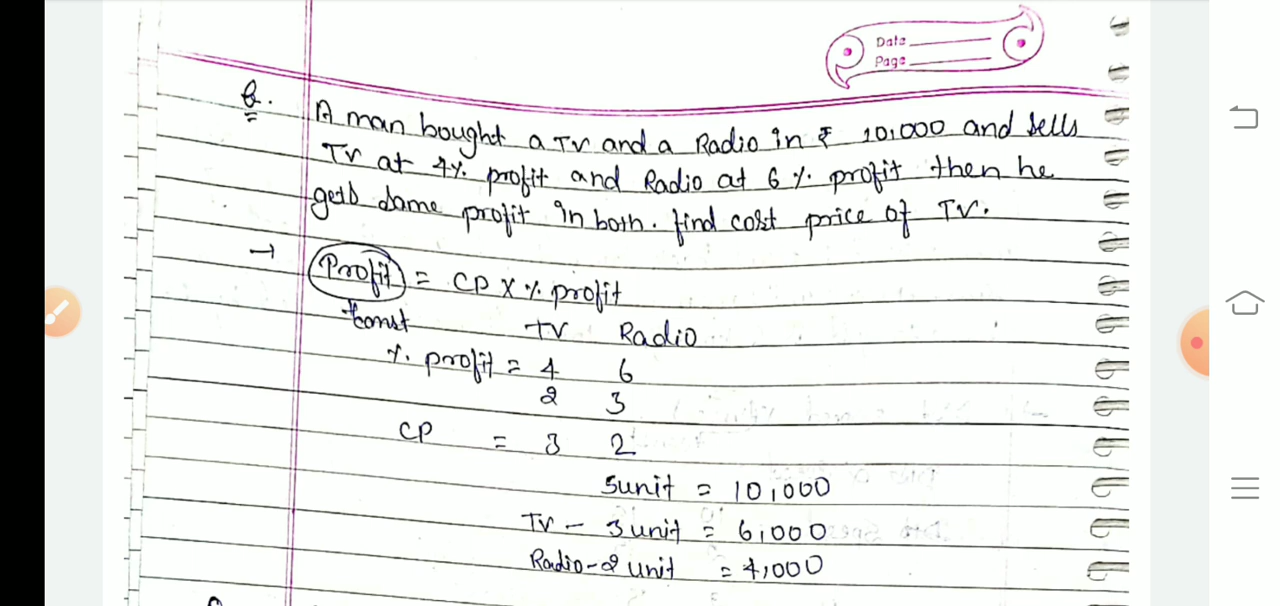 Date
Page
Q. A man bought a TV and a Radio in ₹ 10,000 and sells
TV at 4% profit and Radio at 6% profit then he
gets same profit in both. find cost price of TV.
→ Profit = CP X % profit
const TV Radio
% profit = 4 6
2 3
CP = 3 2
5unit = 10,000
TV - 3 unit = 6,000
Radio-2 unit = 4,000